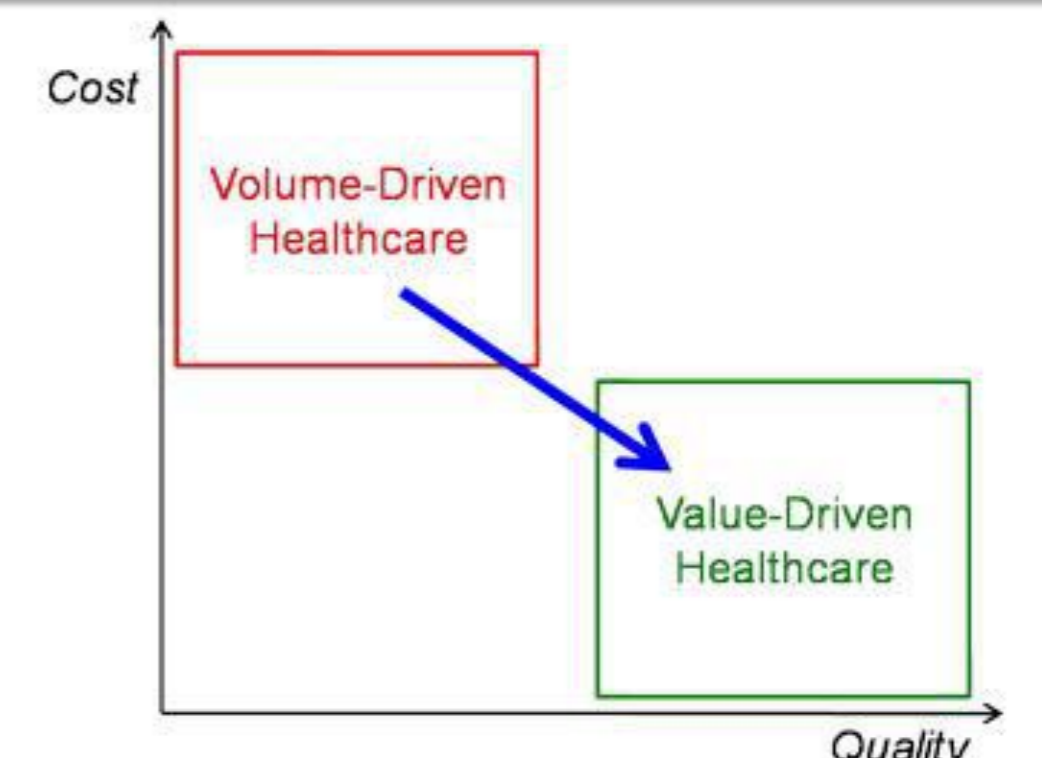 Cost
Volume-Driven
Healthcare
Value-Driven
Healthcare
Quality